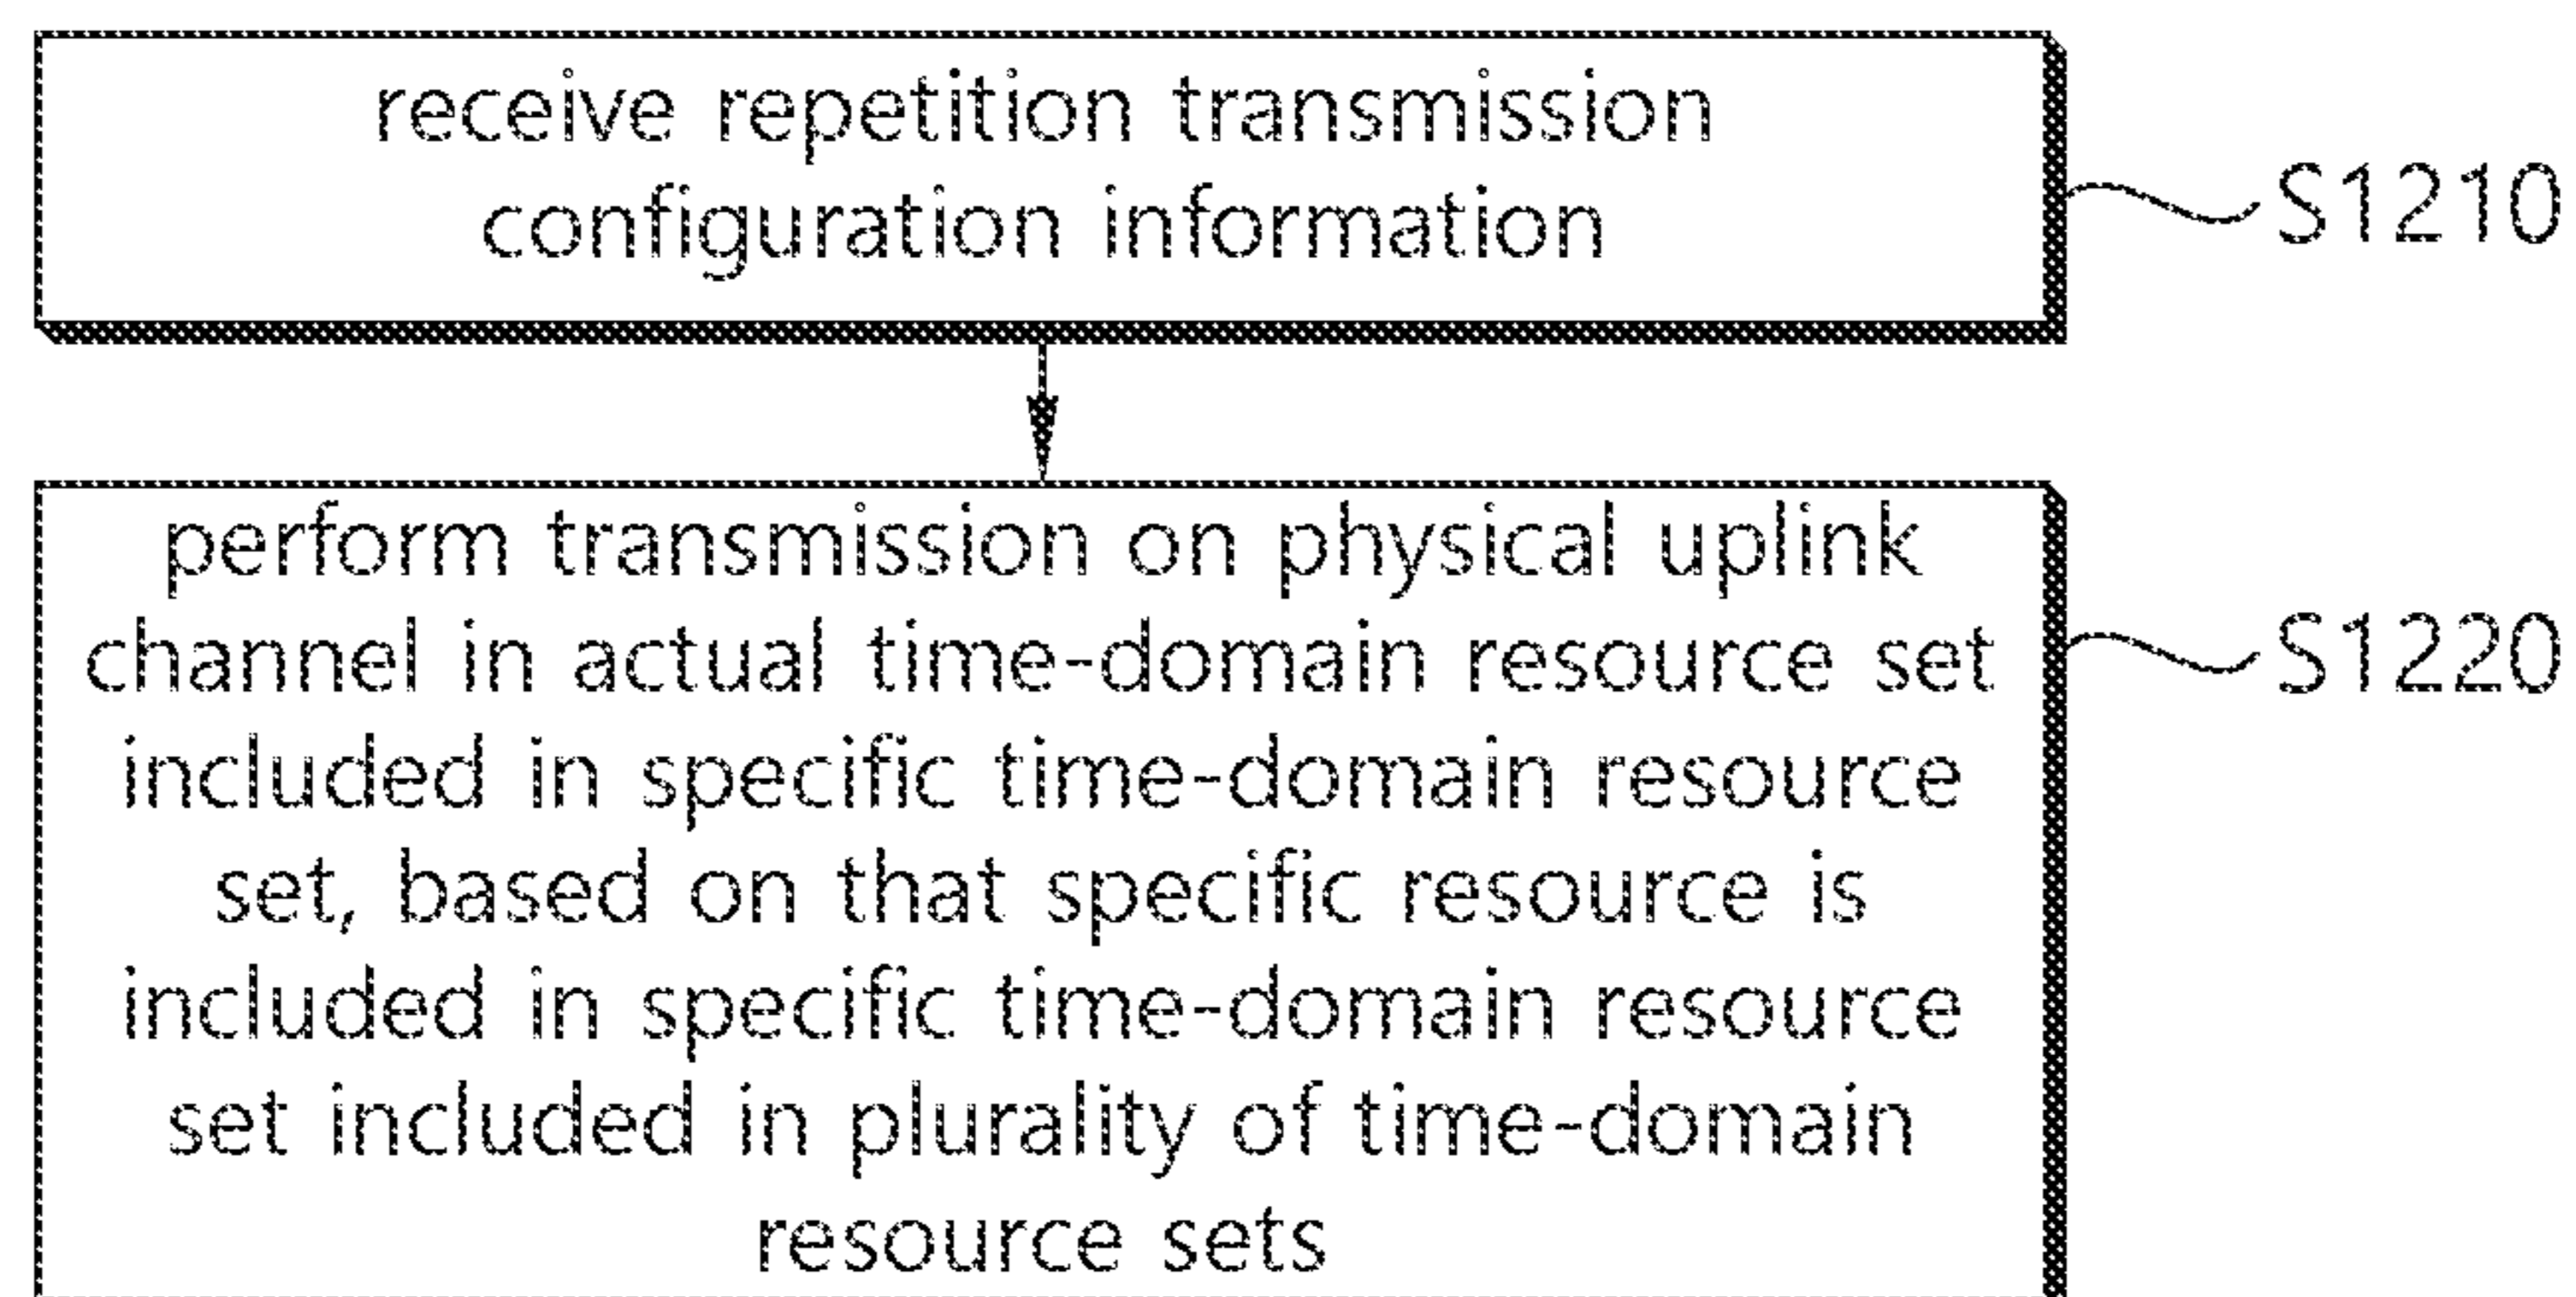 receive repetition transmission
configuration information
S1210
perform transmission on physical uplink
channel in actual time-domain resource set
included in specific time-domain resource
set, based on that specific resource is
included in specific time-domain resource
set included in plurality of time-domain
resource sets
S1220